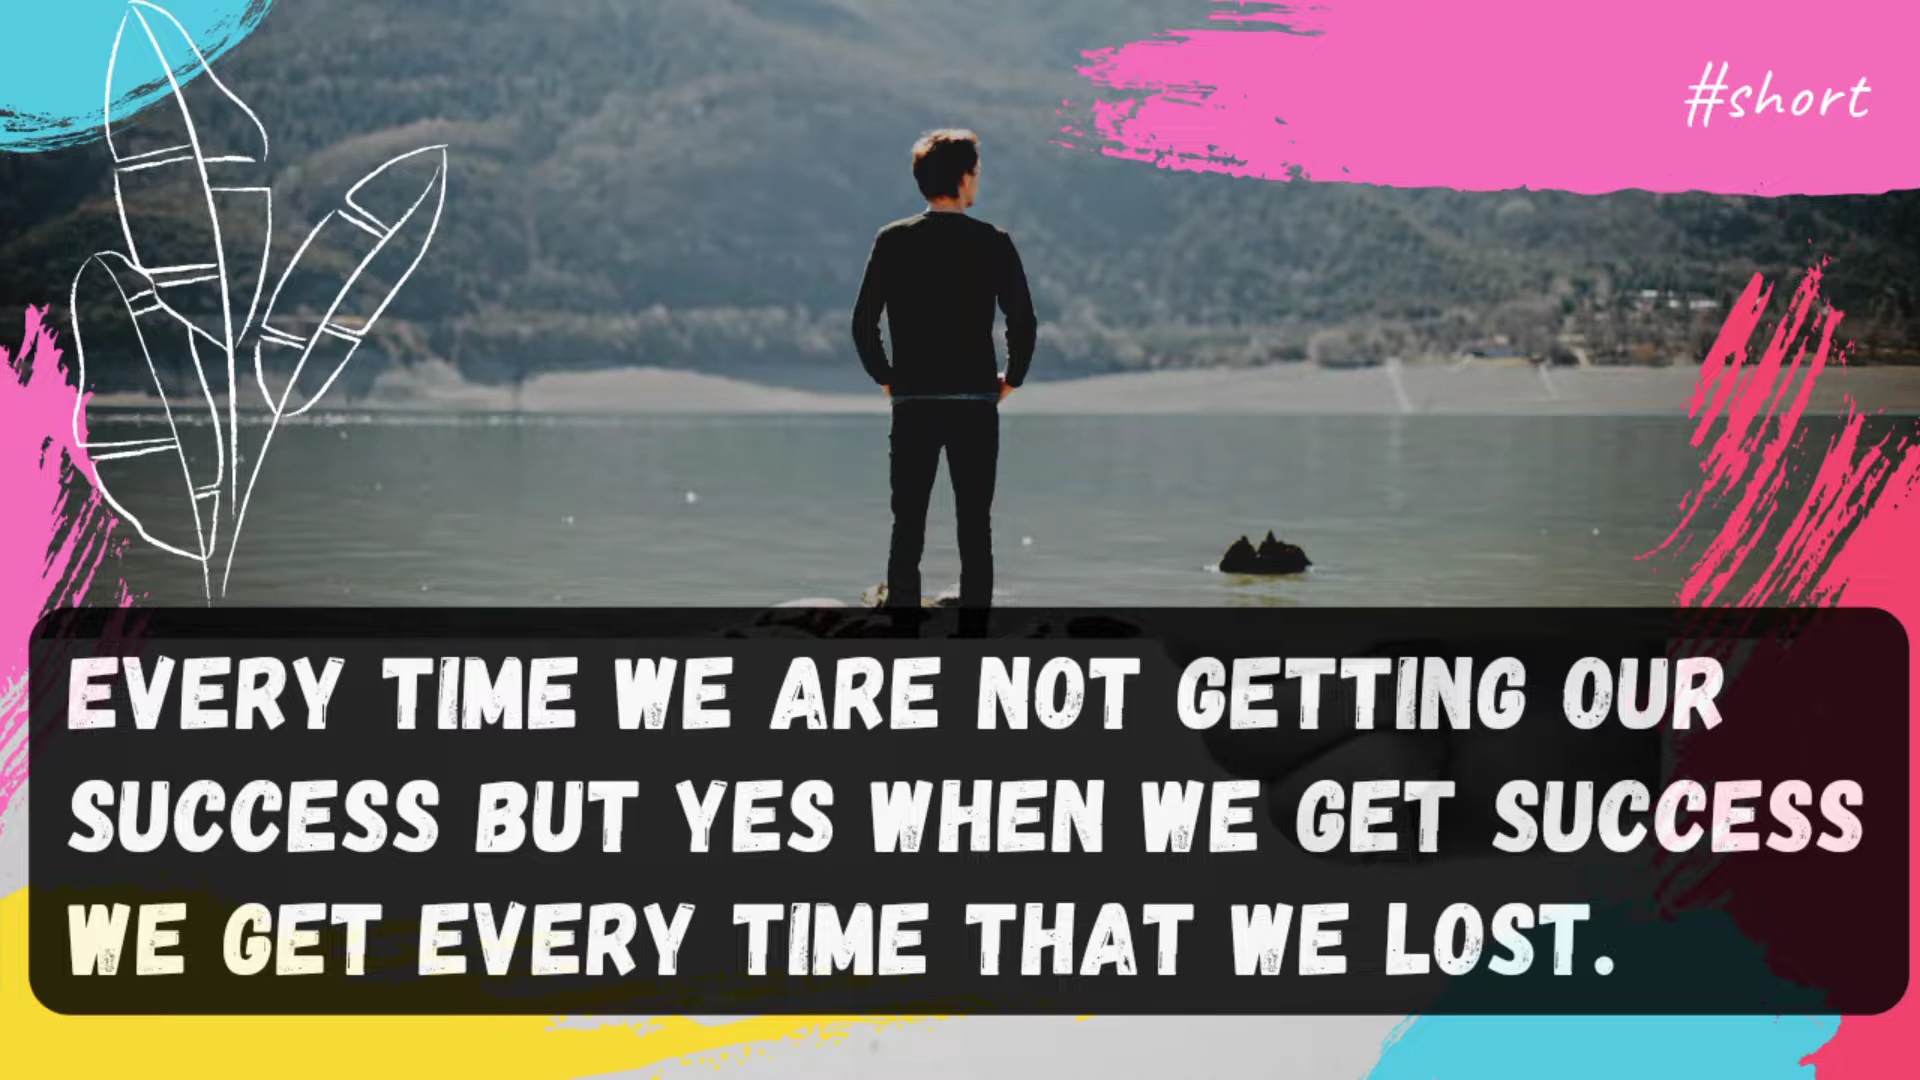 #short
EVERY TIME WE ARE NOT GETTING OUR
SUCCESS BUT YES WHEN WE GET SUCCESS
WE GET EVERY TIME THAT WE LOST.